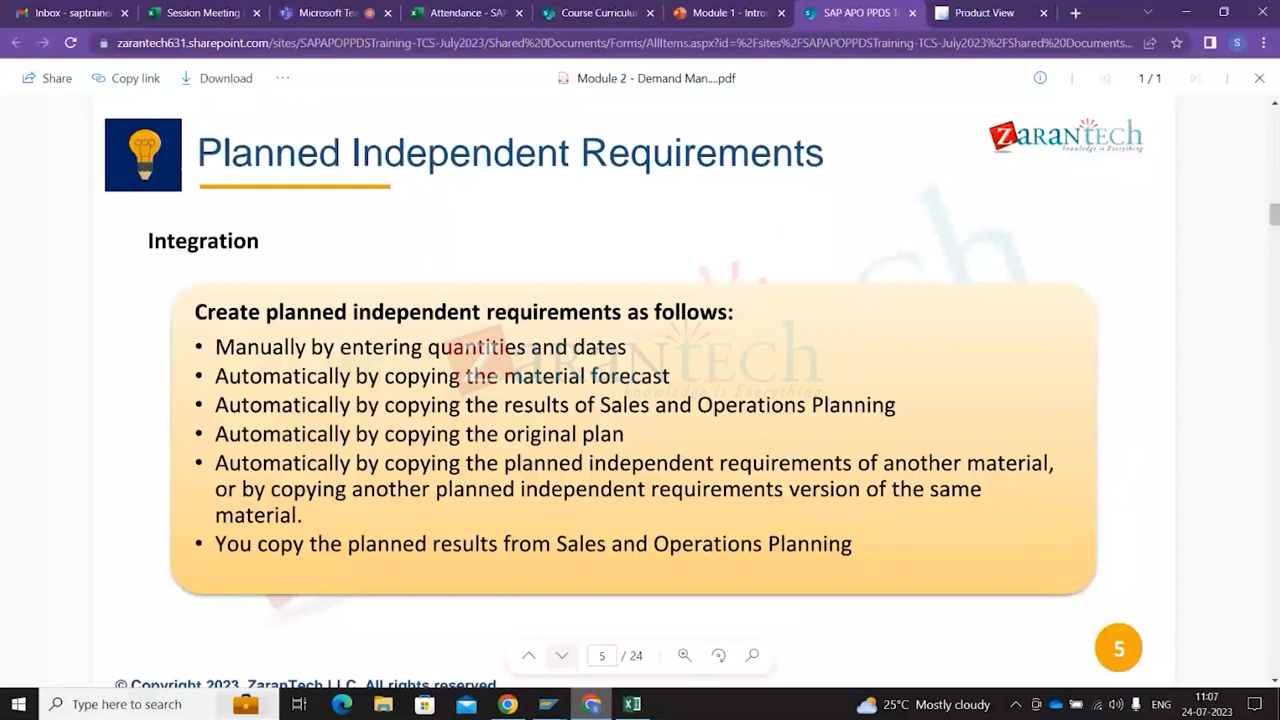 Inbox - saptrainin
Session Meeting
Microsoft Tea
Attendance - SAP
Course Curriculu
Module 1 - Intro
SAP APO PPDS T
Product View
zarantech631.sharepoint.com/sites/SAPAPOPPDSTraining-TCS-July2023/Shared%20Documents/Forms/AllItems.aspx?id=%2Fsites%2FSAPAPOPPDSTraining-TCS-July2023%2FShared%20Documents...
S
Share
Copy link
Download
Module 2 - Demand Man....pdf
1 / 1
Planned Independent Requirements
ZARANTECH
knowledge is Everything
Integration
Create planned independent requirements as follows:
• Manually by entering quantities and dates
• Automatically by copying the material forecast
• Automatically by copying the results of Sales and Operations Planning
• Automatically by copying the original plan
• Automatically by copying the planned independent requirements of another material,
or by copying another planned independent requirements version of the same
material.
• You copy the planned results from Sales and Operations Planning
5
5 / 24
© Copyright 2023, ZaranTech LLC. All rights reserved
Type here to search
25°C Mostly cloudy
ENG
11:07
24-07-2023